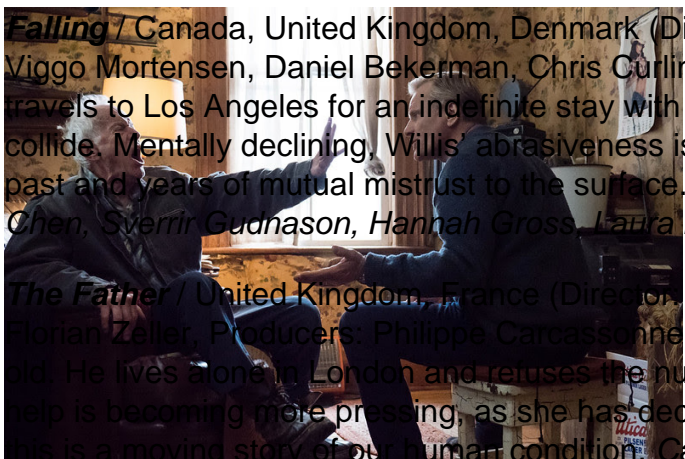 Falling / Canada, United Kingdom, Denmark (Di
Viggo Mortensen, Daniel Bekerman, Chris Curlin
travels to Los Angeles for an indefinite stay with
collide. Mentally declining, Willis' abrasiveness is
past and years of mutual mistrust to the surface.
Chen, Sverrir Gudnason, Hannah Gross, Laura
The Father / United Kingdom, France (Director:
Florian Zeller, Producers: Philippe Carcassonne
old. He lives alone in London and refuses the nu
help is becoming more pressing, as she has dec
this is a moving story of our human condition. Ca
Utica
PILSEN